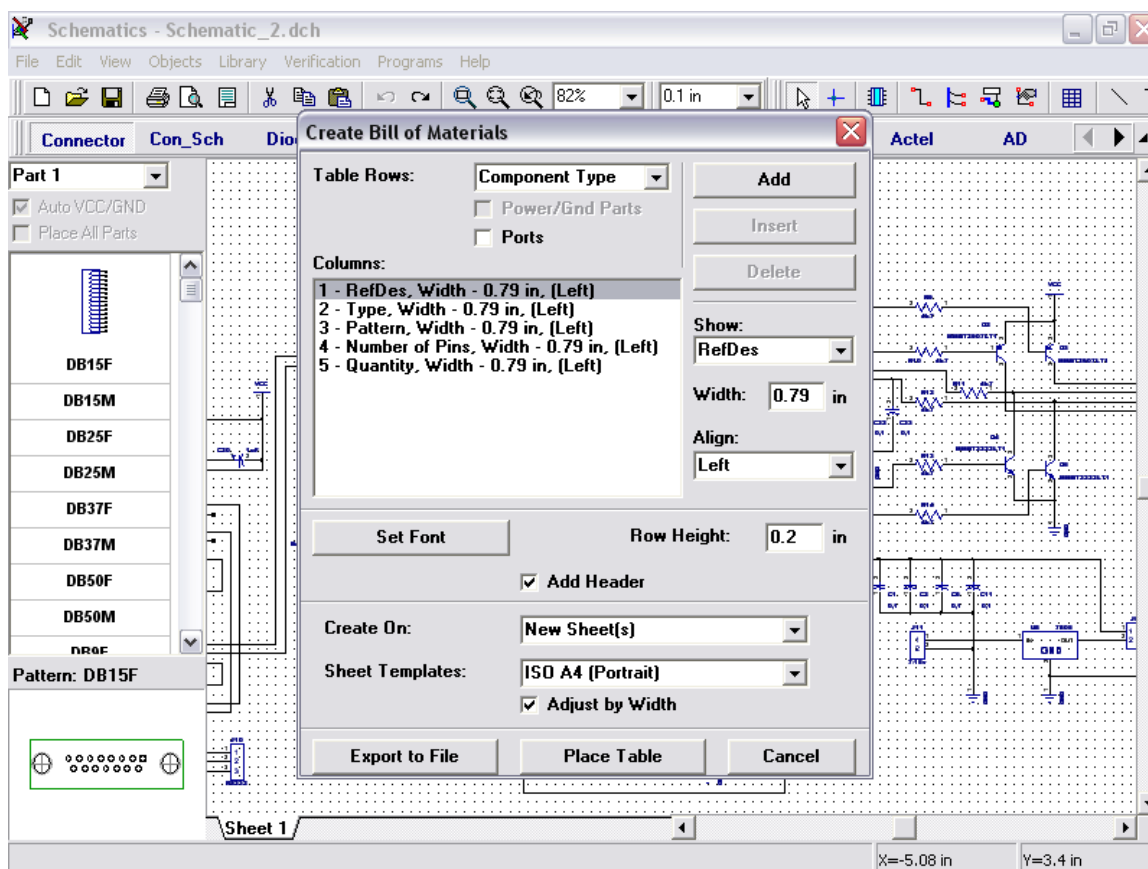 Schematics - Schematic_2.dch
File Edit View Objects Library Verification Programs Help
82% 0.1 in
Connector Con_Sch Actel AD
Part 1
Auto VCC/GND
Place All Parts
DB15F
DB15M
DB25F
DB25M
DB37F
DB37M
DB50F
DB50M
DB9F
Pattern: DB15F
Create Bill of Materials
Table Rows: Component Type
Power/Gnd Parts
Ports
Columns:
1 - RefDes, Width - 0.79 in, (Left)
2 - Type, Width - 0.79 in, (Left)
3 - Pattern, Width - 0.79 in, (Left)
4 - Number of Pins, Width - 0.79 in, (Left)
5 - Quantity, Width - 0.79 in, (Left)
Add
Insert
Delete
Show:
RefDes
Width: 0.79 in
Align:
Left
Set Font Row Height: 0.2 in
Add Header
Create On: New Sheet(s)
Sheet Templates: ISO A4 (Portrait)
Adjust by Width
Export to File Place Table Cancel
GND
Sheet 1
X=-5.08 in Y=3.4 in